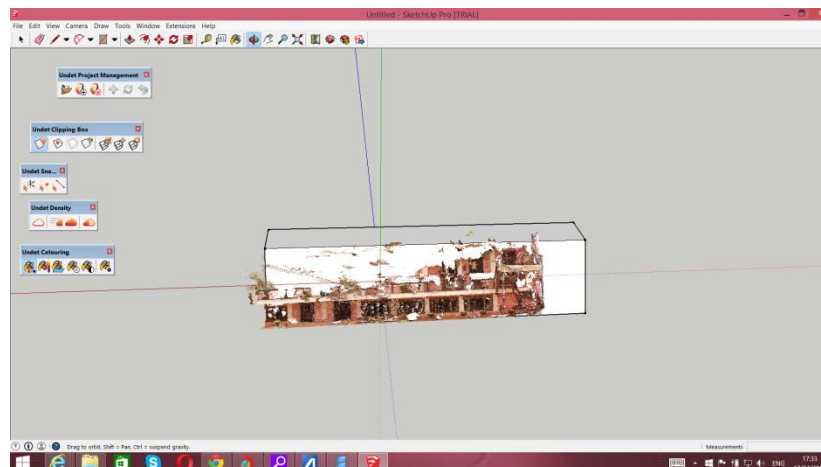 Untitled - SketchUp Pro [TRIAL]
File Edit View Camera Draw Tools Window Extensions Help
Undet Project Management
Undet Clipping Box
Undet Sna...
Undet Density
Undet Colouring
Drag to orbit. Shift = Pan, Ctrl = suspend gravity.
Measurements
ENG
17:33